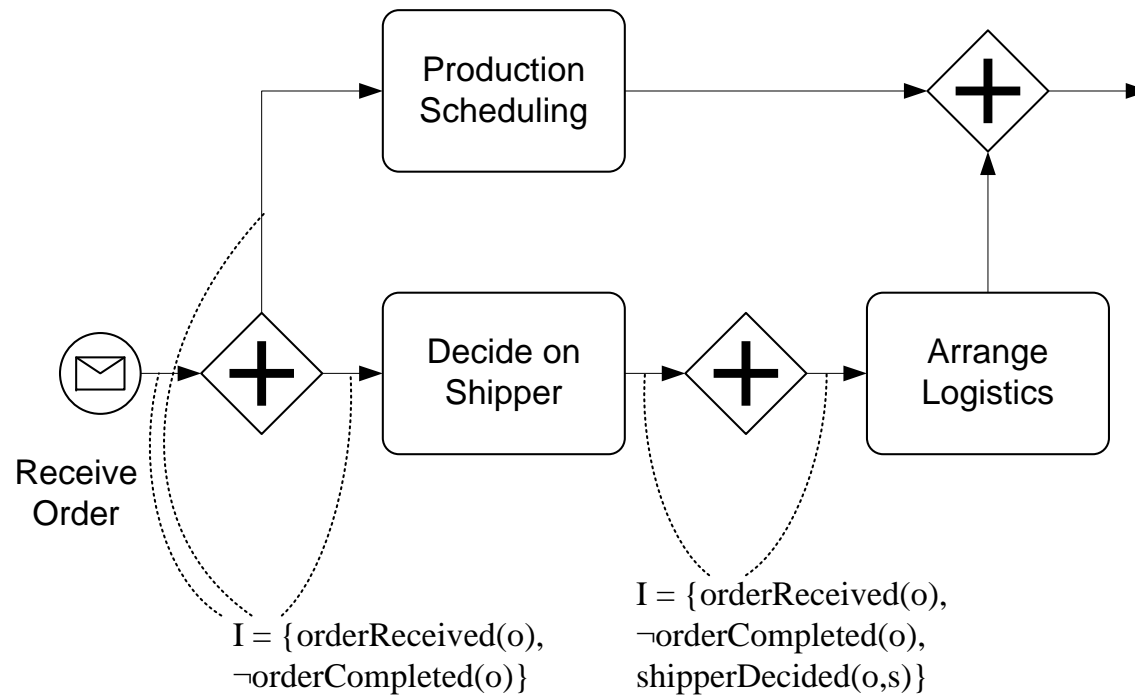 Production
Scheduling
Decide on
Shipper
Arrange
Logistics
Receive
Order
I = {orderReceived(o),
¬orderCompleted(o)}
I = {orderReceived(o),
¬orderCompleted(o),
shipperDecided(o,s)}